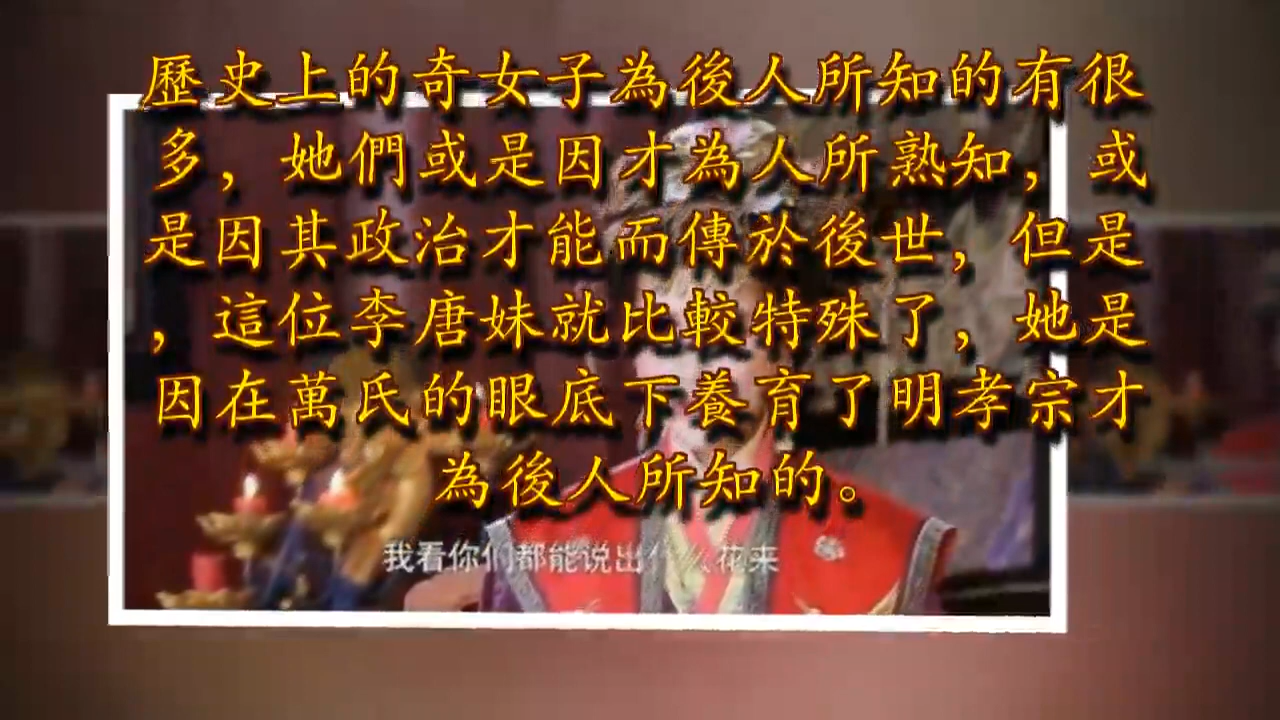 歷史上的奇女子為後人所知的有很
多，她們或是因才為人所熟知，或
是因其政治才能而傳於後世，但是
，這位李唐妹就比較特殊了，她是
因在萬氏的眼底下養育了明孝宗才
為後人所知的。
我看你们都能说出什么花来